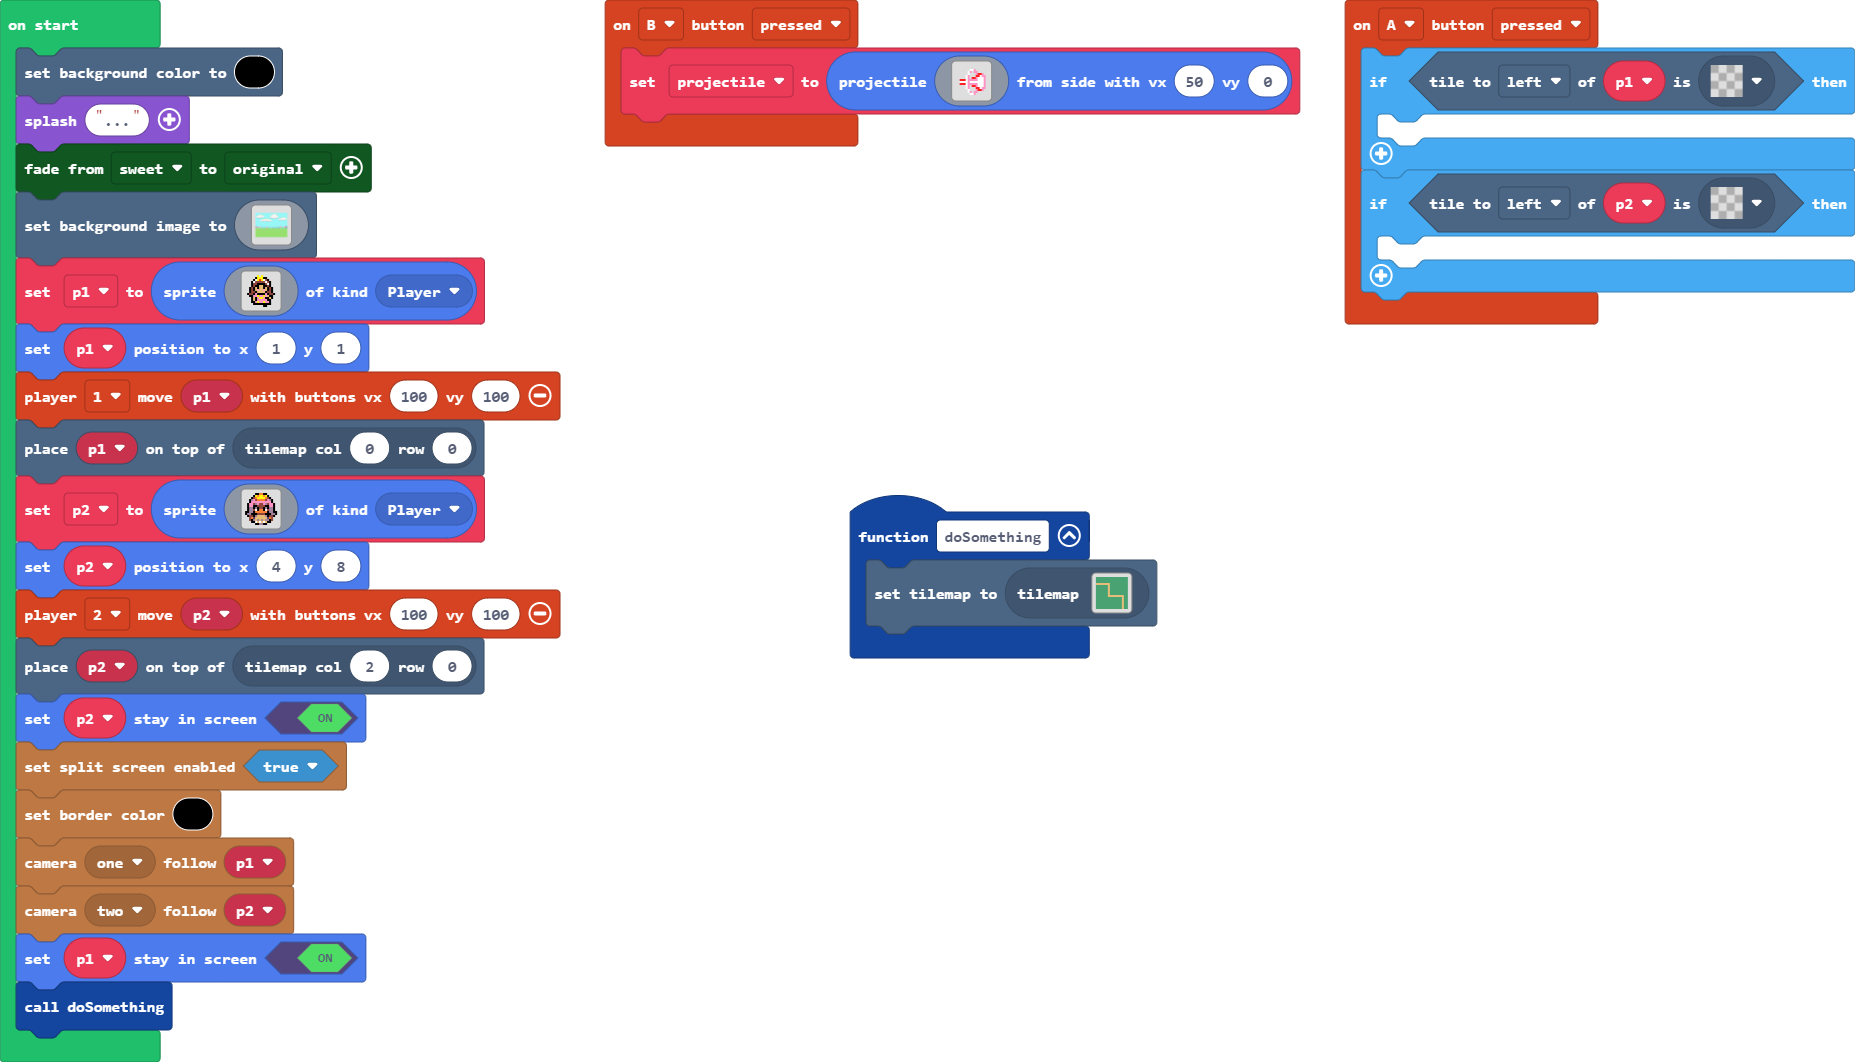 on start
set background color to
splash "..."
fade from sweet to original
set background image to
set p1 to sprite of kind Player
set p1 position to x 1 y 1
player 1 move p1 with buttons vx 100 vy 100
place p1 on top of tilemap col 0 row 0
set p2 to sprite of kind Player
set p2 position to x 4 y 8
player 2 move p2 with buttons vx 100 vy 100
place p2 on top of tilemap col 2 row 0
set p2 stay in screen ON
set split screen enabled true
set border color
camera one follow p1
camera two follow p2
set p1 stay in screen ON
call doSomething
on B button pressed
set projectile to projectile from side with vx 50 vy 0
function doSomething
set tilemap to tilemap
on A button pressed
if tile to left of p1 is then
if tile to left of p2 is then